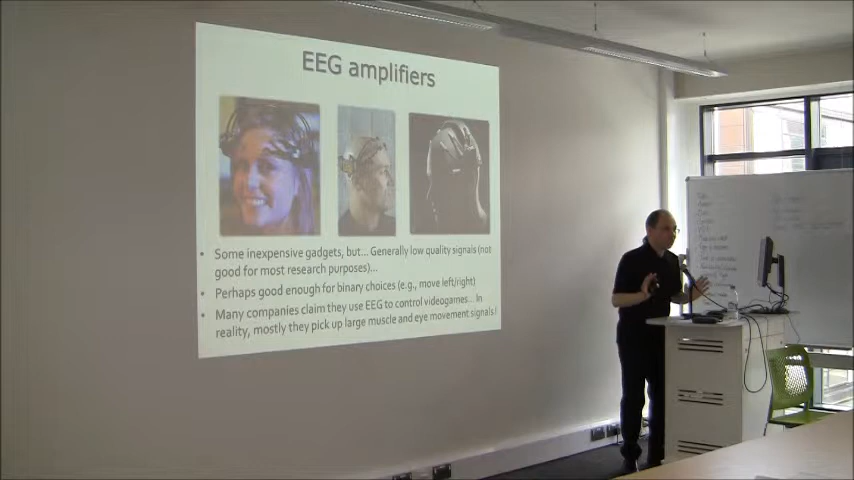 EEG amplifiers
• Some inexpensive gadgets, but... Generally low quality signals (not
good for most research purposes)...
• Perhaps good enough for binary choices (e.g., move left/right)
• Many companies claim they use EEG to control videogames... In
reality, mostly they pick up large muscle and eye movement signals!